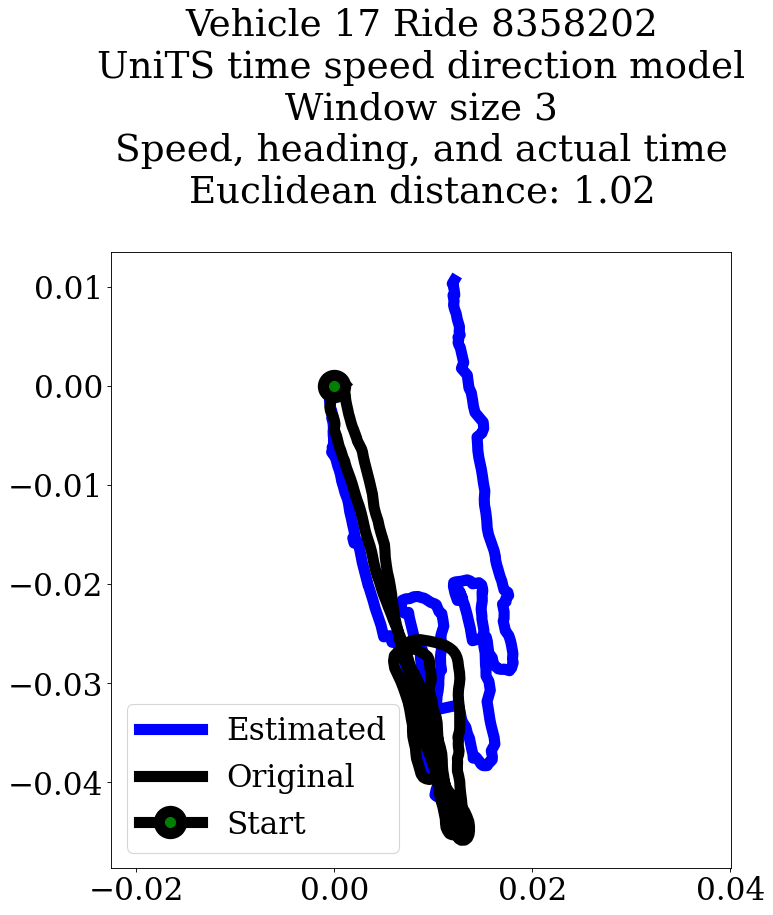 Vehicle 17 Ride 8358202
UniTS time speed direction model
Window size 3
Speed, heading, and actual time
Euclidean distance: 1.02
0.01
0.00
−0.01
−0.02
−0.03
−0.04
Estimated
Original
Start
−0.02
0.00
0.02
0.04